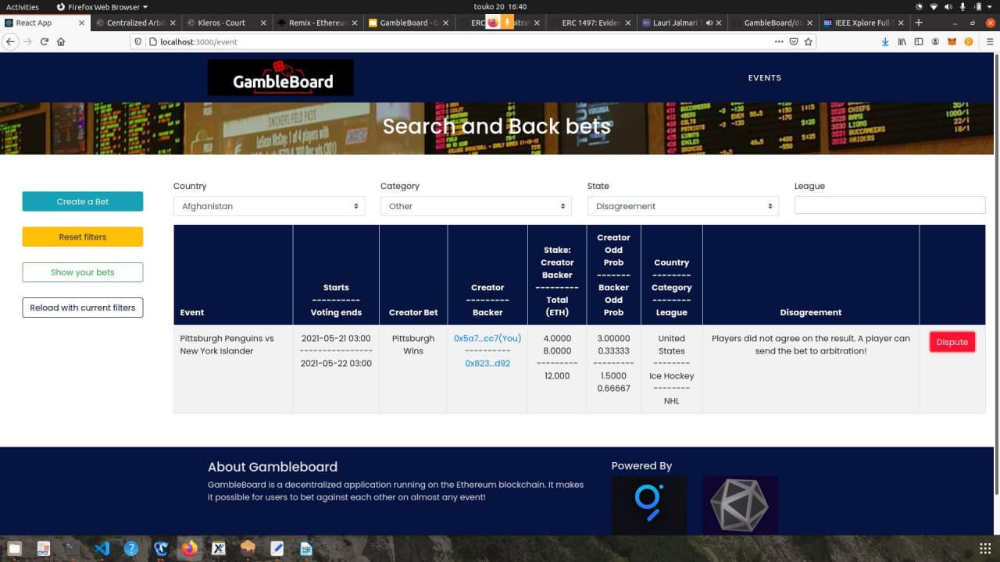 Activities
Firefox Web Browser
touko 20 16:40
React App
Centralized Arbi
Kleros - Court
Remix - Ethereu
GambleBoard - G
ERC
bitrat
ERC 1497: Eviden
Lauri Jalmari
Gambleboard/do
IEEE Xplore Full-
localhost:3000/event
GambleBoard
EVENTS
SNICKERS FIELD PASS
Search and Back bets
Country
Category
State
League
Afghanistan
Other
Disagreement
Create a Bet
Reset filters
Show your bets
Reload with current filters
Event
Starts
----------
Voting ends
Creator Bet
Creator
---------
Backer
Stake:
Creator
Backer
---------
Total
(ETH)
Creator
Odd
Prob
-------
Backer
Odd
Prob
Country
--------
Category
--------
League
Disagreement
Pittsburgh Penguins vs
New York Islander
2021-05-21 03:00
----------------
2021-05-22 03:00
Pittsburgh
Wins
0x5a7...cc7(You)
----------
0x823...d92
4.0000
8.0000
---------
12.000
3.00000
0.33333
---------
1.5000
0.66667
United
States
--------
Ice Hockey
--------
NHL
Players did not agree on the result. A player can
send the bet to arbitration!
Dispute
About Gambleboard
GambleBoard is a decentralized application running on the Ethereum blockchain. It makes
it possible for users to bet against each other on almost any event!
Powered By